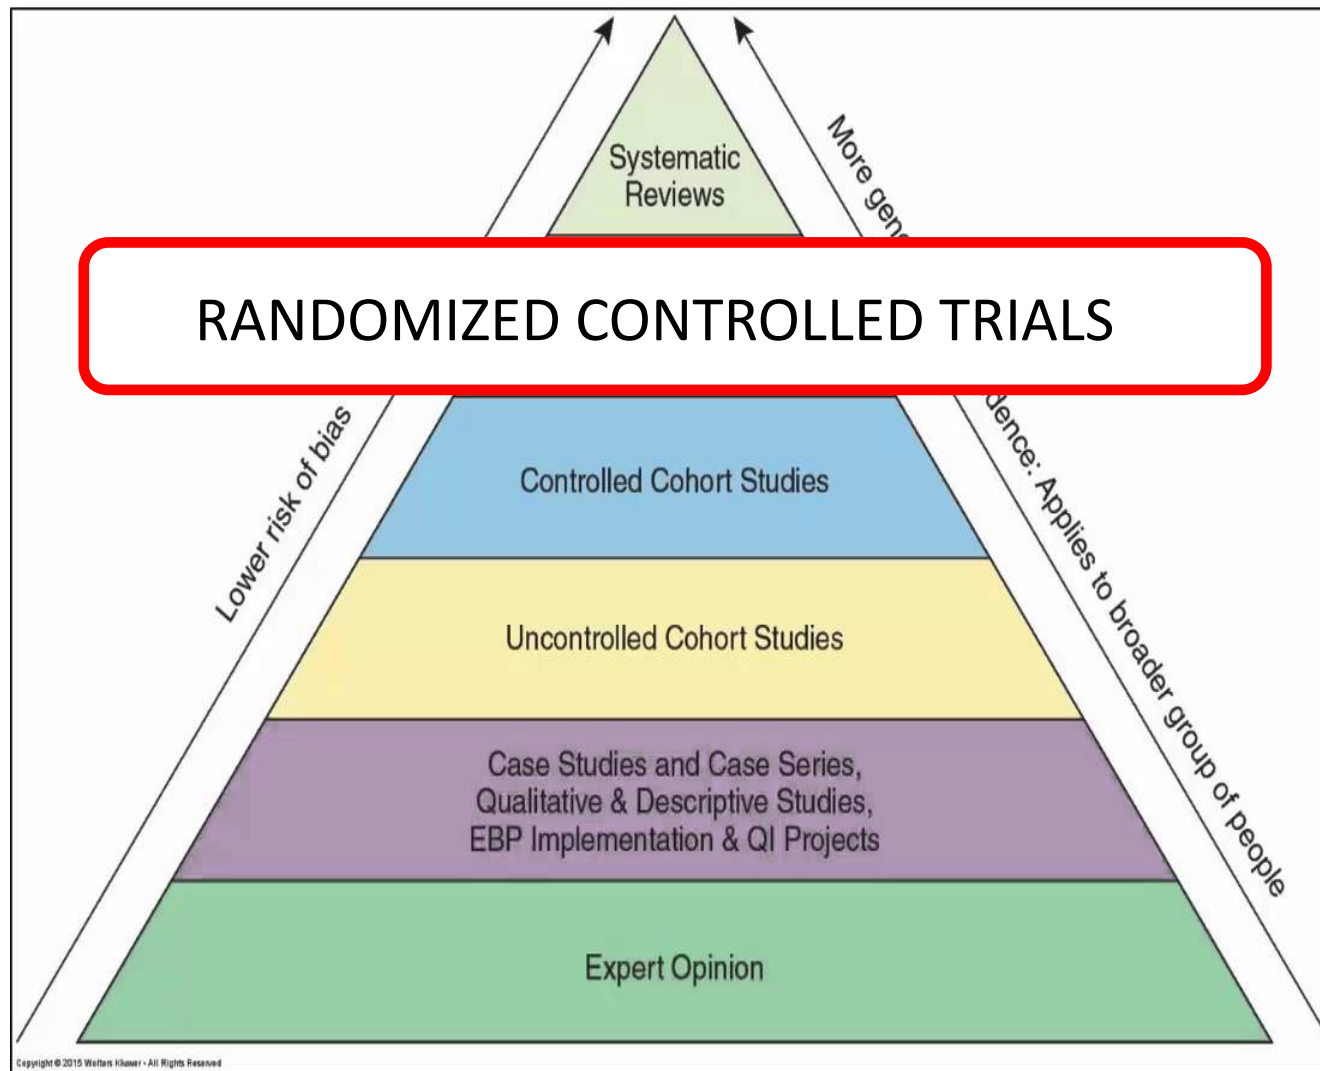 Systematic
Reviews
More gene
RANDOMIZED CONTROLLED TRIALS
Lower risk of bias
dence: Applies to broader group of people
Controlled Cohort Studies
Uncontrolled Cohort Studies
Case Studies and Case Series,
Qualitative & Descriptive Studies,
EBP Implementation & QI Projects
Expert Opinion
Copyright © 2015 Wolters Kluwer - All Rights Reserved